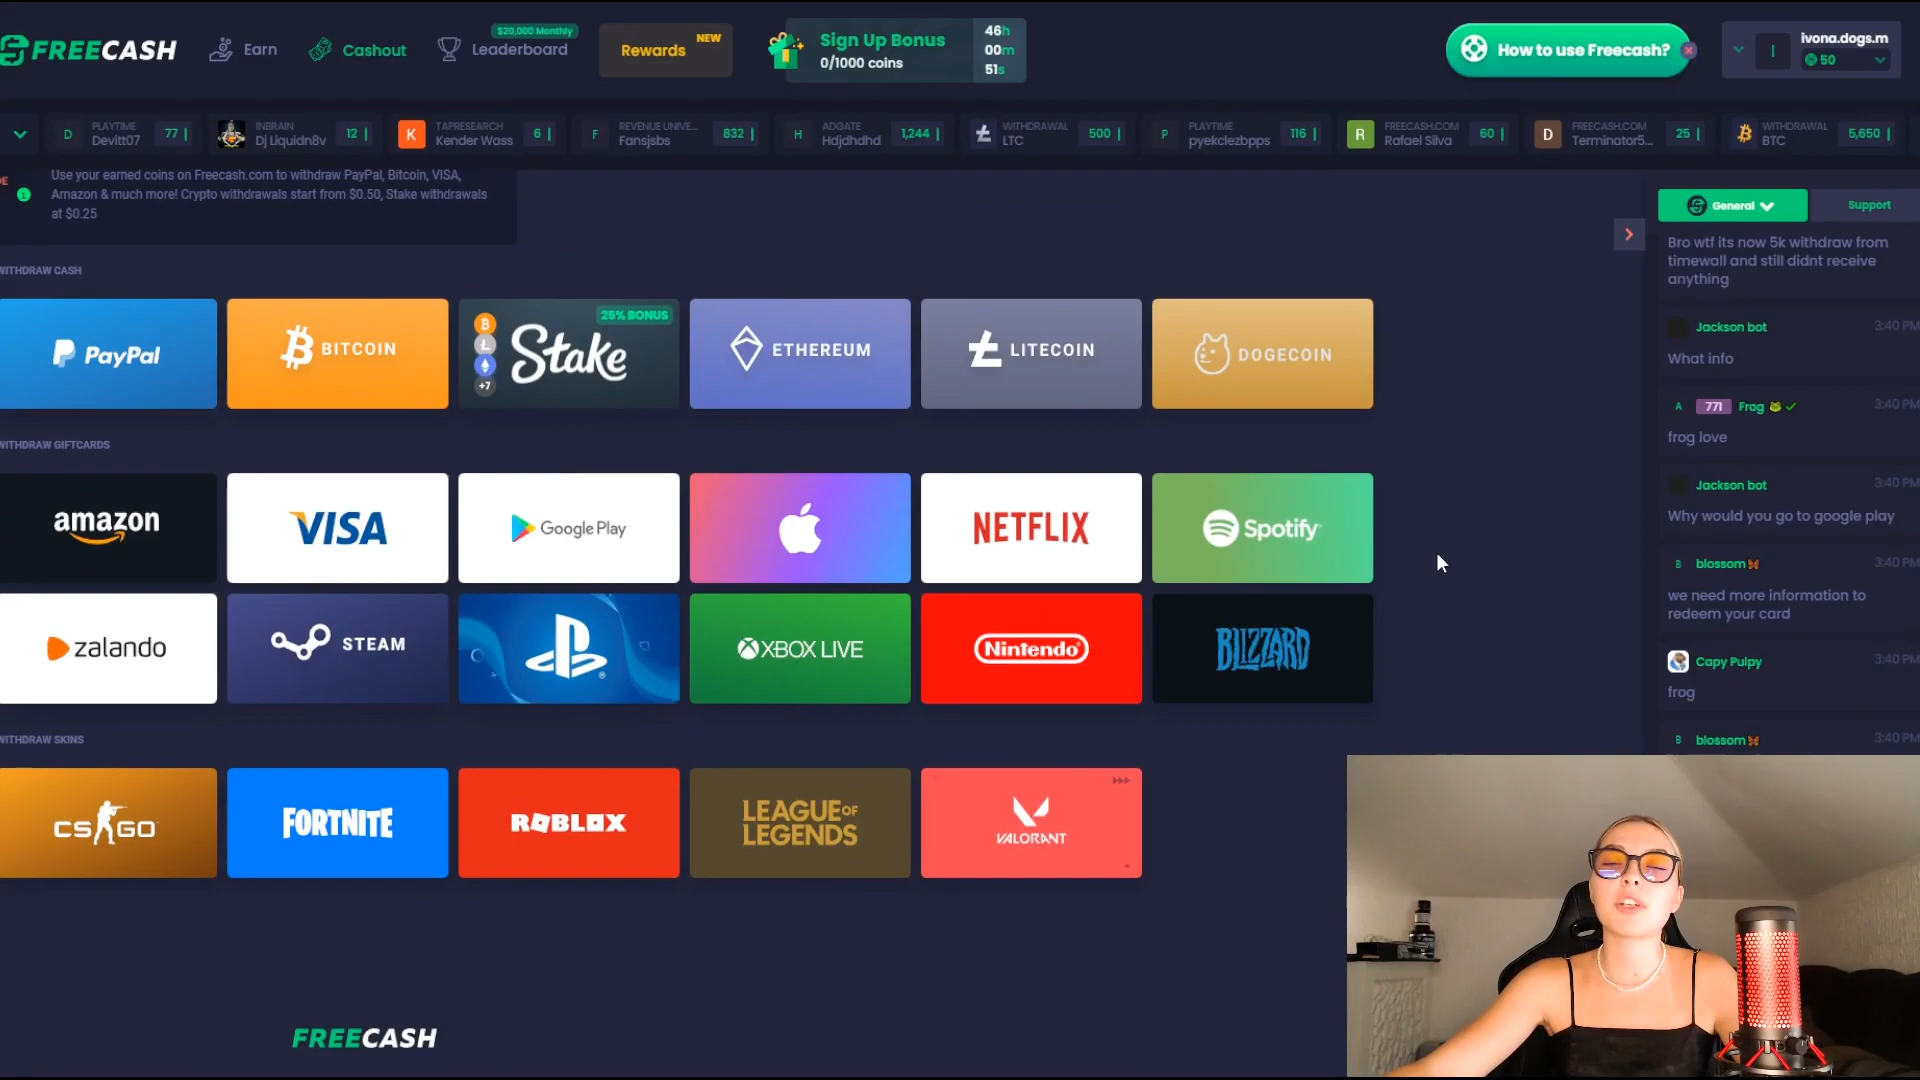 FREECASH
Earn
Cashout
$20,000 Monthly
Leaderboard
Rewards
NEW
Sign Up Bonus
0/1000 coins
46h
00m
51s
How to use Freecash?
ivona.dogs.m
50
D
PLAYTIME
Devitt07
77
INBRAIN
Dj Liquidn8v
12
K
TAPRESEARCH
Kender Wass
6
F
REVENUE UNIVE...
Fansjsbs
832
H
ADGATE
Hdjdhdhd
1,244
WITHDRAWAL
LTC
500
P
PLAYTIME
pyekclezbpps
116
R
FREECASH.COM
Rafael Silva
60
D
FREECASH.COM
Terminator5...
25
WITHDRAWAL
BTC
5,650
Use your earned coins on Freecash.com to withdraw PayPal, Bitcoin, VISA,
Amazon & much more! Crypto withdrawals start from $0.50, Stake withdrawals
at $0.25
WITHDRAW CASH
PayPal
BITCOIN
+7
Stake
25% BONUS
ETHEREUM
LITECOIN
DOGECOIN
WITHDRAW GIFTCARDS
amazon
VISA
Google Play
NETFLIX
Spotify
zalando
STEAM
XBOX LIVE
Nintendo
BLIZZARD
WITHDRAW SKINS
CS GO
FORTNITE
ROBLOX
LEAGUE OF
LEGENDS
VALORANT
FREECASH
General
Support
Bro wtf its now 5k withdraw from
timewall and still didnt receive
anything
Jackson bot
3:40 PM
What info
A
771
Frog
3:40 PM
frog love
Jackson bot
3:40 PM
Why would you go to google play
B
blossom
3:40 PM
we need more information to
redeem your card
Capy Pulpy
3:40 PM
frog
B
blossom
3:40 PM